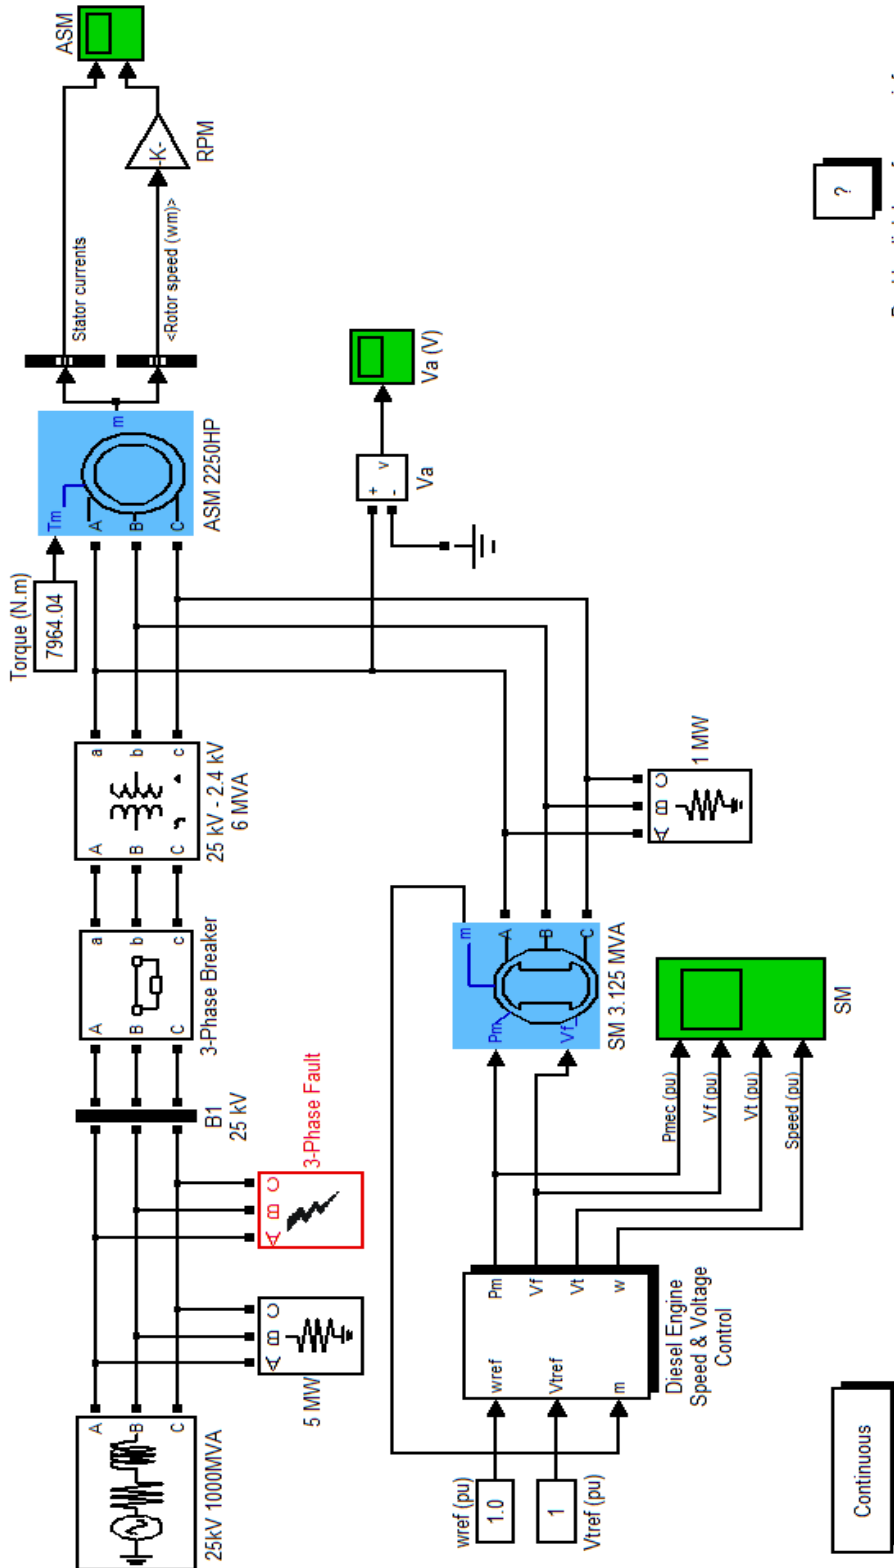 Torque (N.m)
7964.04
Tm
A
B
C
m
ASM 2250HP
Stator currents
<Rotor speed (wm)>
-K-
RPM
ASM
A
B
C
25kV 1000MVA
A B C
5 MW
A B C
3-Phase Fault
B1
25 kV
A
B
C
a
b
c
3-Phase Breaker
A
B
C
a
b
c
25 kV - 2.4 kV
6 MVA
+
-
v
Va
Va (V)
wref (pu)
1.0
1
Vtref (pu)
wref
Vtref
m
Pm
Vf
Vt
w
Diesel Engine
Speed & Voltage
Control
Pm
Vf_
m
A
B
C
SM 3.125 MVA
A B C
1 MW
Pmec (pu)
Vf (pu)
Vt (pu)
Speed (pu)
SM
Continuous
?